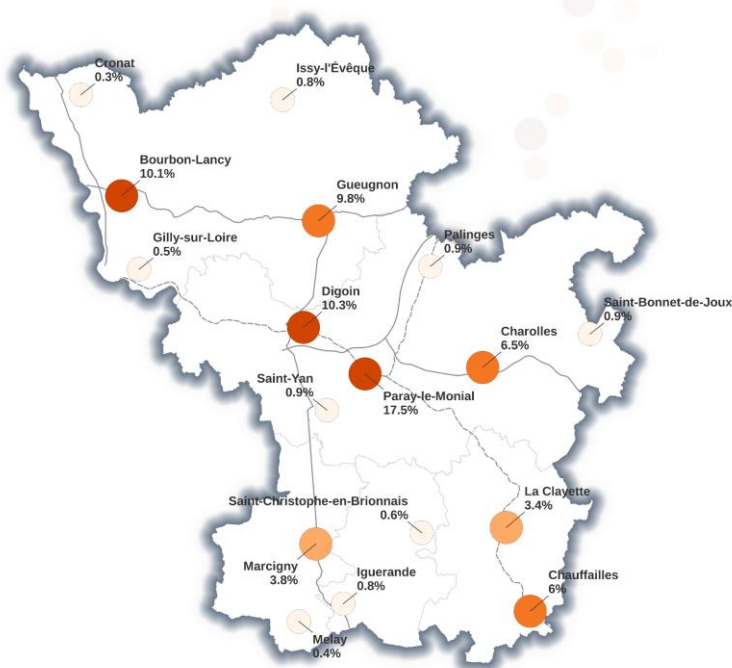 Cronat
0.3%
Issy-l'Évêque
0.8%
Bourbon-Lancy
10.1%
Gueugnon
9.8%
Gilly-sur-Loire
0.5%
Palinges
0.9%
Digoin
10.3%
Saint-Bonnet-de-Joux
0.9%
Charolles
6.5%
Saint-Yan
0.9%
Paray-le-Monial
17.5%
La Clayette
3.4%
Saint-Christophe-en-Brionnais
0.6%
Marcigny
3.8%
Iguerande
0.8%
Chauffailles
6%
Melay
0.4%